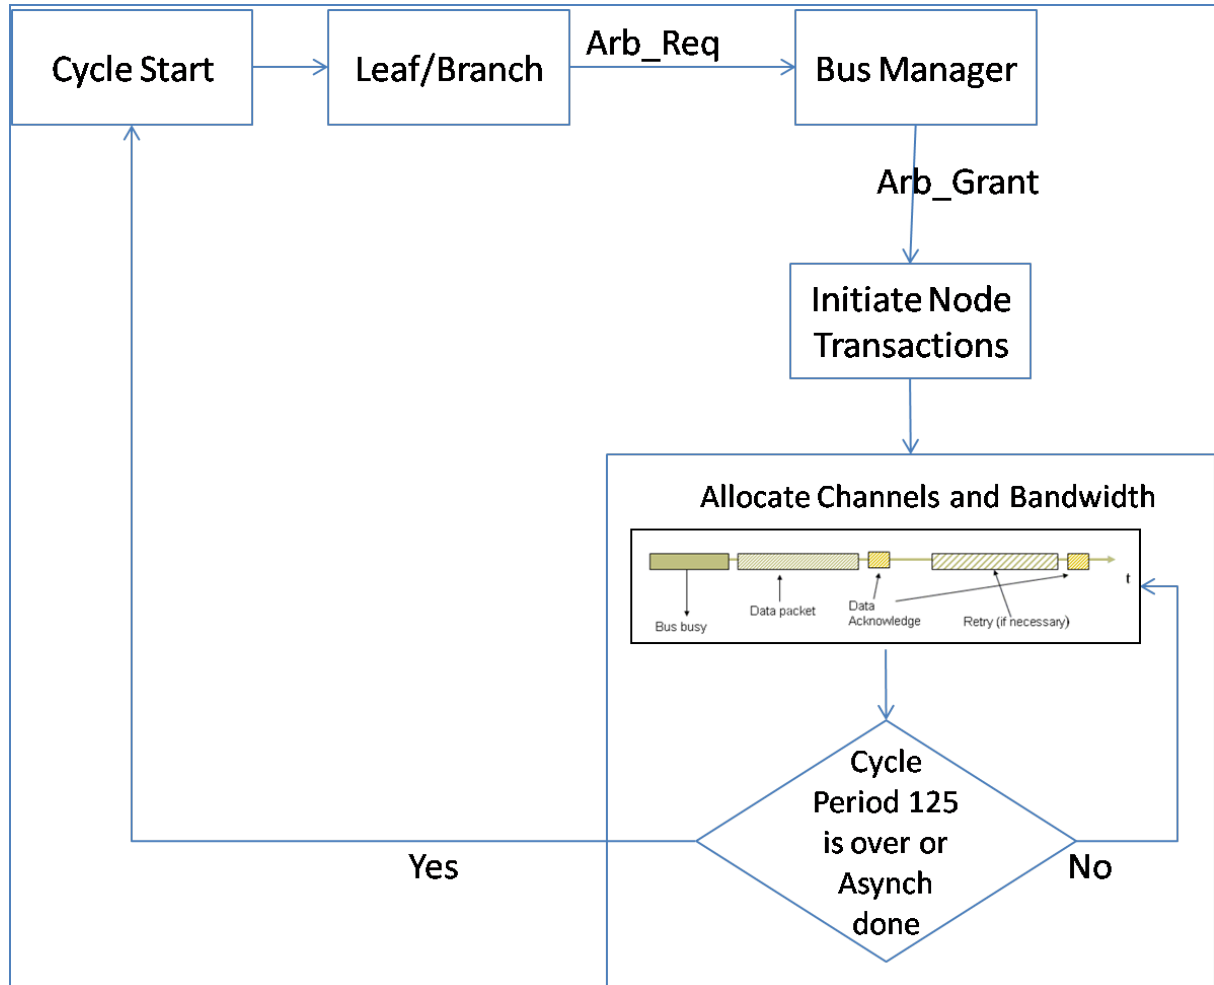 Cycle Start
Leaf/Branch
Arb_Req
Bus Manager
Arb_Grant
Initiate Node
Transactions
Allocate Channels and Bandwidth
t
Bus busy
Data packet
Data
Acknowledge
Retry (if necessary)
Cycle
Period 125
is over or
Asynch
done
Yes
No